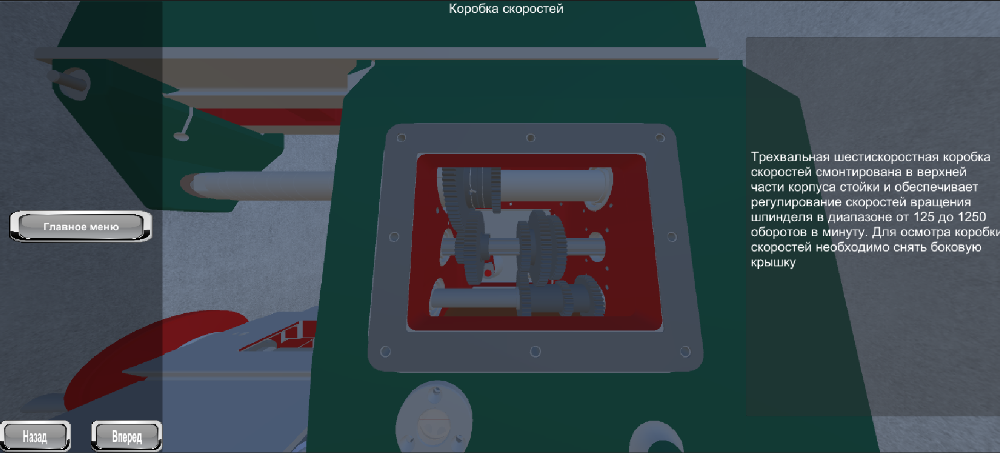 Коробка скоростей
Трехвальная шестискоростная коробка
скоростей смонтирована в верхней
части корпуса стойки и обеспечивает
регулирование скоростей вращения
шпинделя в диапазоне от 125 до 1250
оборотов в минуту. Для осмотра коробки
скоростей необходимо снять боковую
крышку
Главное меню
Назад
Вперед